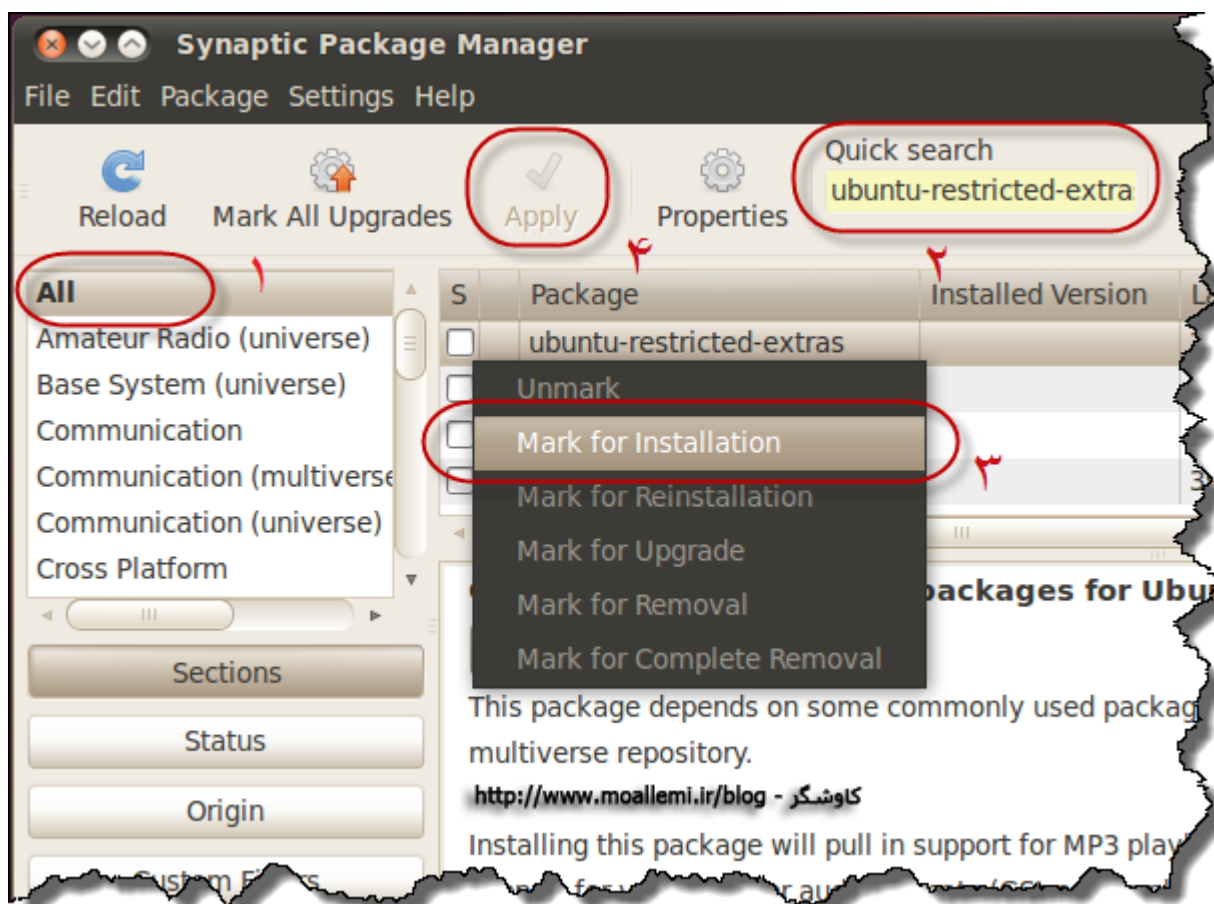 Synaptic Package Manager
File Edit Package Settings Help
Reload Mark All Upgrades Apply Properties
Quick search
ubuntu-restricted-extra
۱
۴
۲
All
Amateur Radio (universe)
Base System (universe)
Communication
Communication (multiverse
Communication (universe)
Cross Platform
Sections
Status
Origin
S Package Installed Version L
ubuntu-restricted-extras
Unmark
Mark for Installation
۳
Mark for Reinstallation
3
Mark for Upgrade
Mark for Removal
Mark for Complete Removal
packages for Ubu
This package depends on some commonly used packag
multiverse repository.
http://www.moallemi.ir/blog - کاوشگر
Installing this package will pull in support for MP3 play